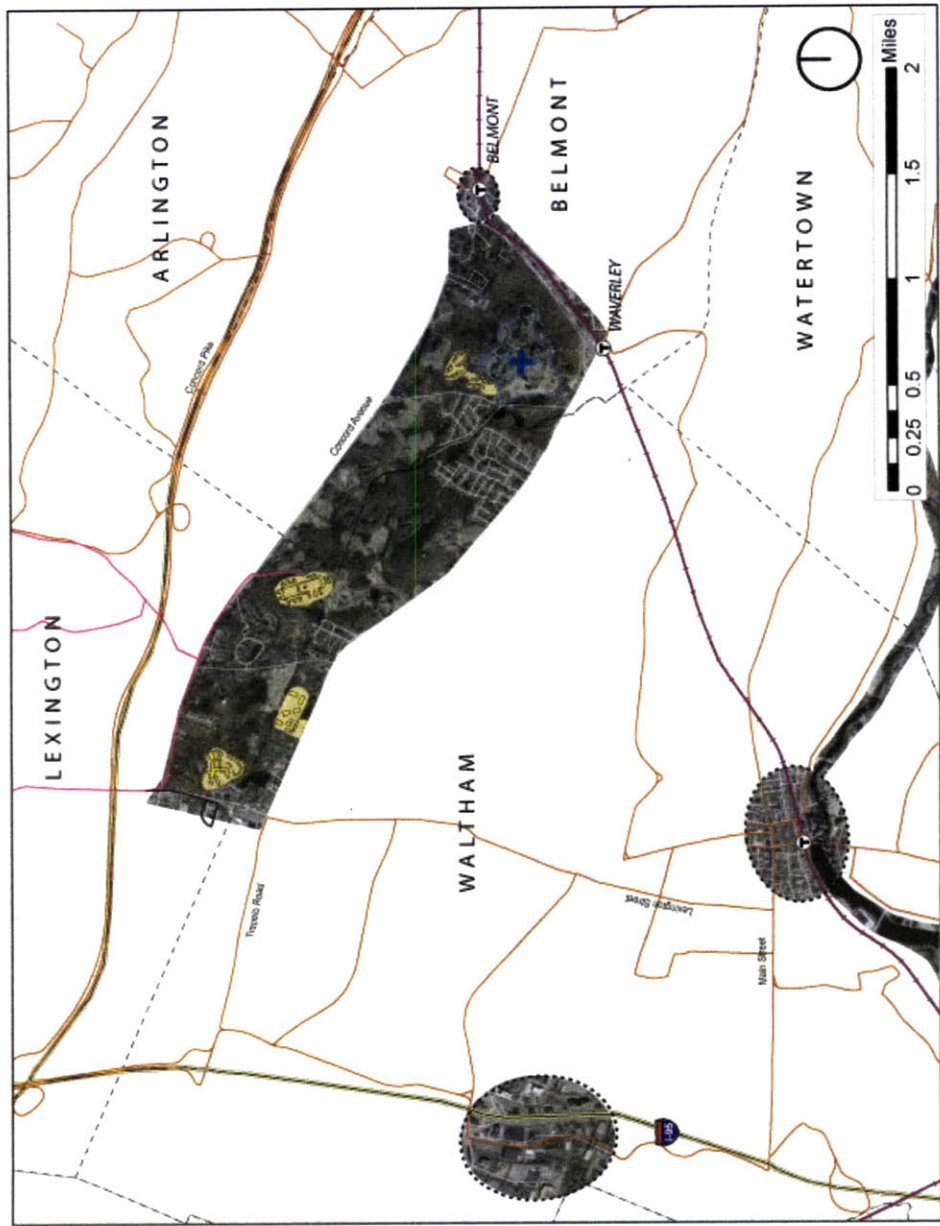 LEXINGTON
ARLINGTON
Concord Pike
Concord Avenue
BELMONT
T
BELMONT
WAVERLEY
T
WATERTOWN
WALTHAM
Trapelo Road
Lexington Street
Main Street
T
I-95
0 0.25 0.5 1 1.5 2
Miles